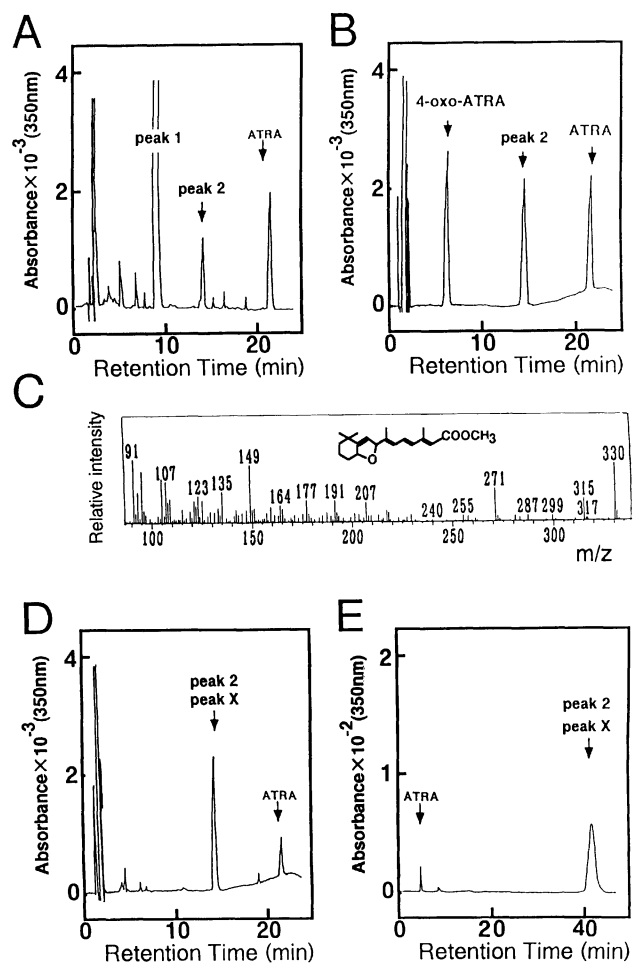 A
Absorbance×10⁻³(350nm)
4
2
0
peak 1
peak 2
ATRA
0 10 20
Retention Time (min)
B
Absorbance×10⁻³(350nm)
4
2
0
4-oxo-ATRA
peak 2
ATRA
0 10 20
Retention Time (min)
C
Relative intensity
91
107
123
135
149
164
177
191
207
240
255
271
287
299
315
317
330
O
COOCH₃
100 150 200 250 300
m/z
D
Absorbance×10⁻³(350nm)
4
2
0
peak 2
peak X
ATRA
0 10 20
Retention Time (min)
E
Absorbance×10⁻²(350nm)
2
1
0
peak 2
peak X
ATRA
0 20 40
Retention Time (min)